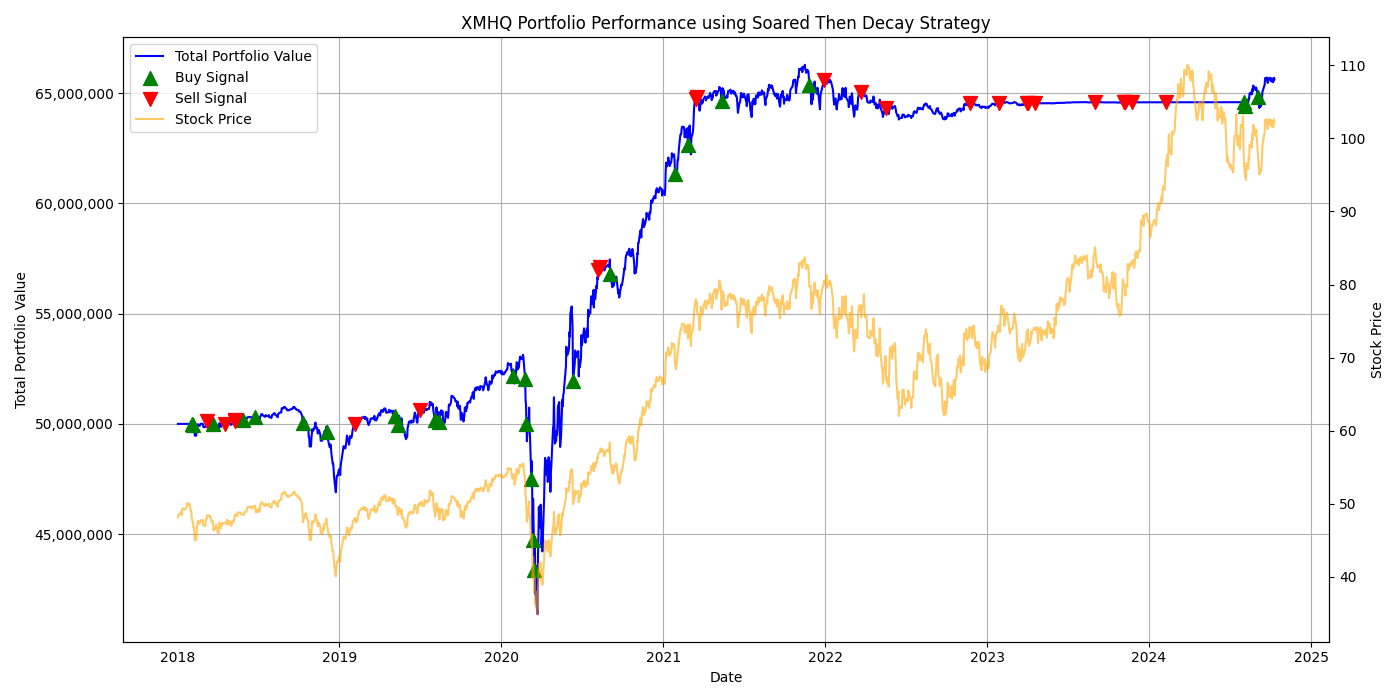 XMHQ Portfolio Performance using Soared Then Decay Strategy
Total Portfolio Value
Buy Signal
Sell Signal
Stock Price
65,000,000
60,000,000
55,000,000
50,000,000
45,000,000
Total Portfolio Value
110
100
90
80
70
60
50
40
Stock Price
2018
2019
2020
2021
2022
2023
2024
2025
Date